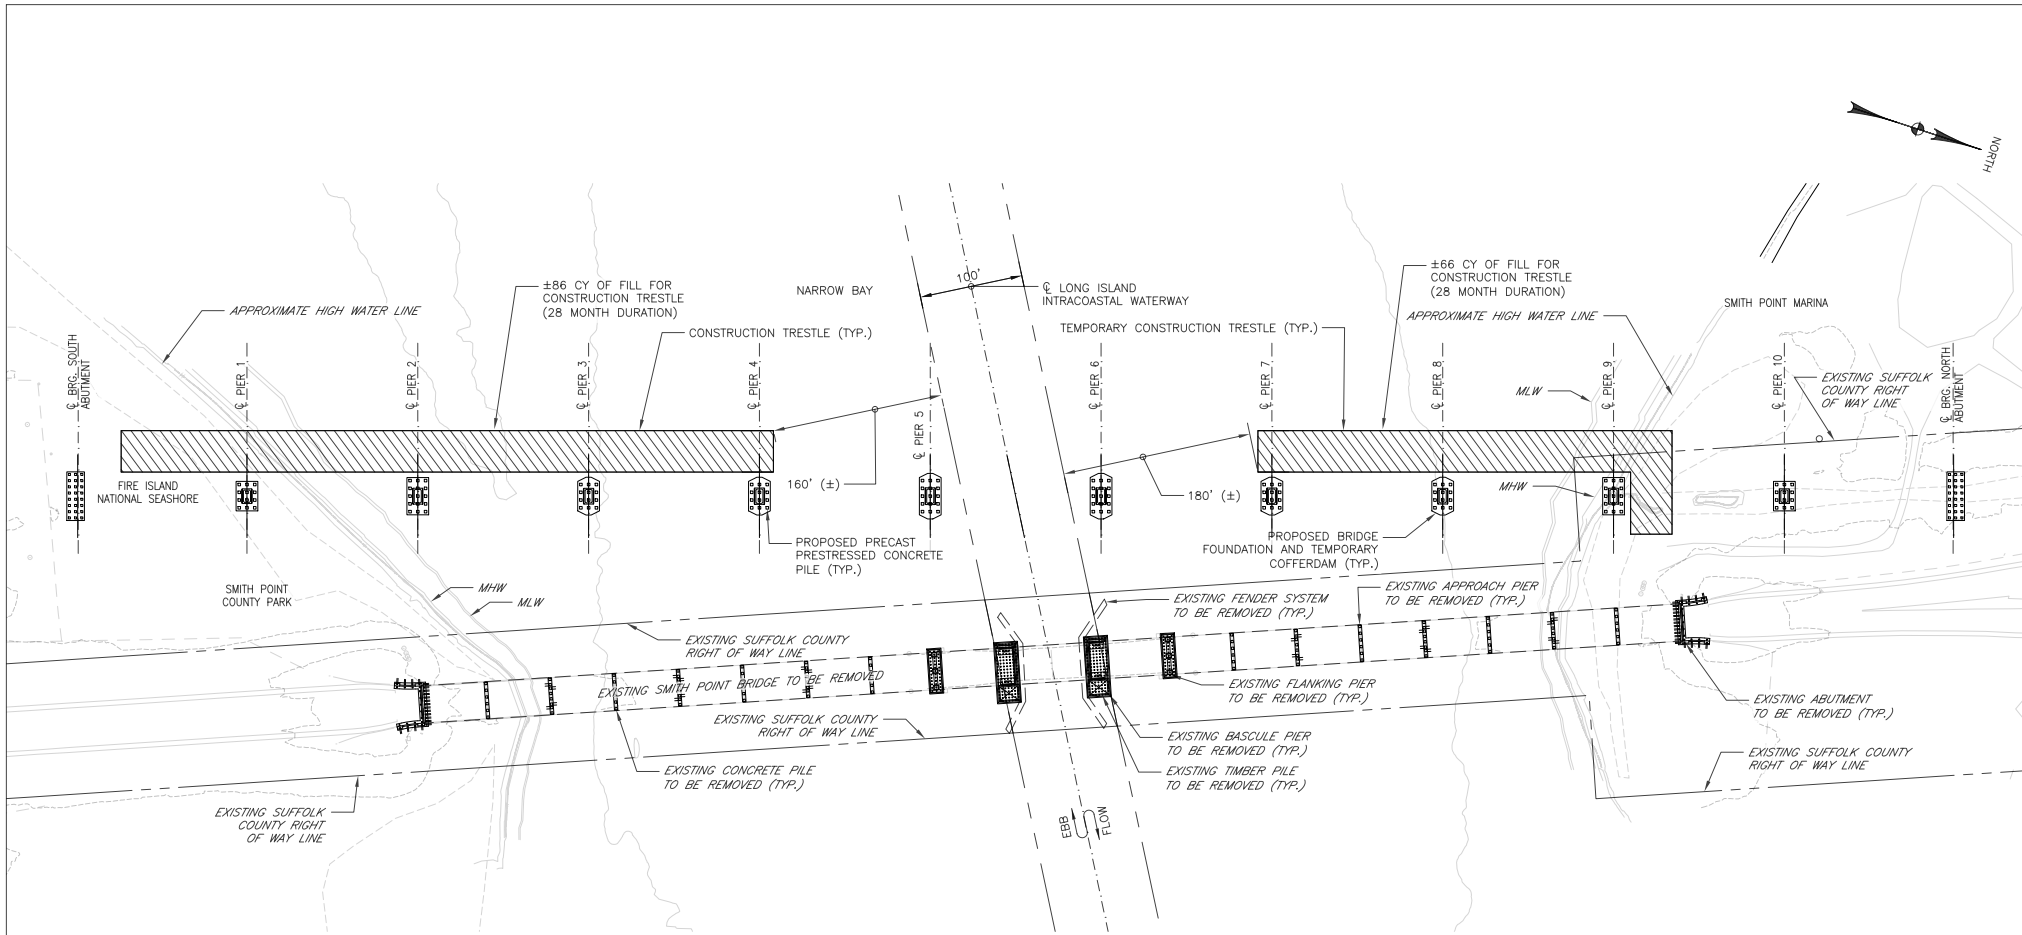 NORTH
±86 CY OF FILL FOR
CONSTRUCTION TRESTLE
(28 MONTH DURATION)
NARROW BAY
100'
℄ LONG ISLAND
INTRACOASTAL WATERWAY
±66 CY OF FILL FOR
CONSTRUCTION TRESTLE
(28 MONTH DURATION)
SMITH POINT MARINA
APPROXIMATE HIGH WATER LINE
CONSTRUCTION TRESTLE (TYP.)
TEMPORARY CONSTRUCTION TRESTLE (TYP.)
APPROXIMATE HIGH WATER LINE
℄ BRG. SOUTH
ABUTMENT
℄ PIER 1
℄ PIER 2
℄ PIER 3
℄ PIER 4
℄ PIER 5
℄ PIER 6
℄ PIER 7
℄ PIER 8
℄ PIER 9
℄ PIER 10
℄ BRG. NORTH
ABUTMENT
MLW
EXISTING SUFFOLK
COUNTY RIGHT
OF WAY LINE
FIRE ISLAND
NATIONAL SEASHORE
160' (±)
180' (±)
MHW
PROPOSED PRECAST
PRESTRESSED CONCRETE
PILE (TYP.)
PROPOSED BRIDGE
FOUNDATION AND TEMPORARY
COFFERDAM (TYP.)
SMITH POINT
COUNTY PARK
MHW
MLW
EXISTING FENDER SYSTEM
TO BE REMOVED (TYP.)
EXISTING APPROACH PIER
TO BE REMOVED (TYP.)
EXISTING SUFFOLK COUNTY
RIGHT OF WAY LINE
EXISTING SMITH POINT BRIDGE TO BE REMOVED
EXISTING FLANKING PIER
TO BE REMOVED (TYP.)
EXISTING ABUTMENT
TO BE REMOVED (TYP.)
EXISTING SUFFOLK COUNTY
RIGHT OF WAY LINE
EXISTING BASCULE PIER
TO BE REMOVED (TYP.)
EXISTING SUFFOLK COUNTY
RIGHT OF WAY LINE
EXISTING CONCRETE PILE
TO BE REMOVED (TYP.)
EXISTING TIMBER PILE
TO BE REMOVED (TYP.)
EXISTING SUFFOLK
COUNTY RIGHT
OF WAY LINE
EBB
FLOW